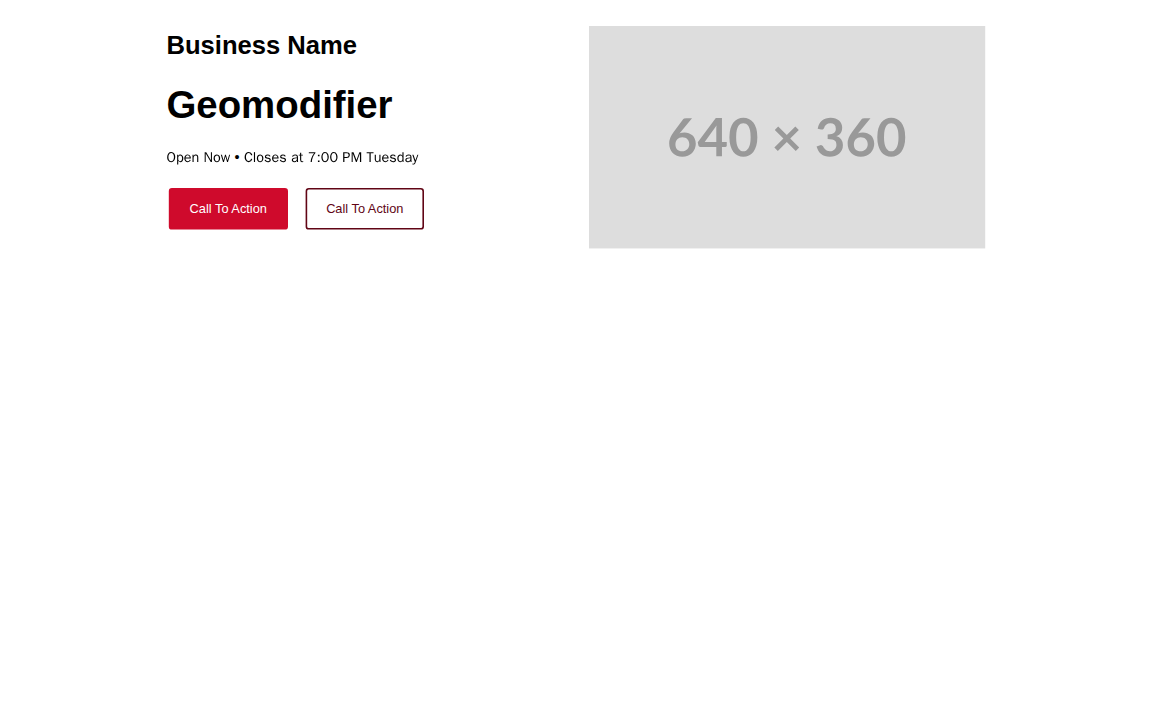 Business Name
Geomodifier
Open Now • Closes at 7:00 PM Tuesday
Call To Action
Call To Action
640 × 360